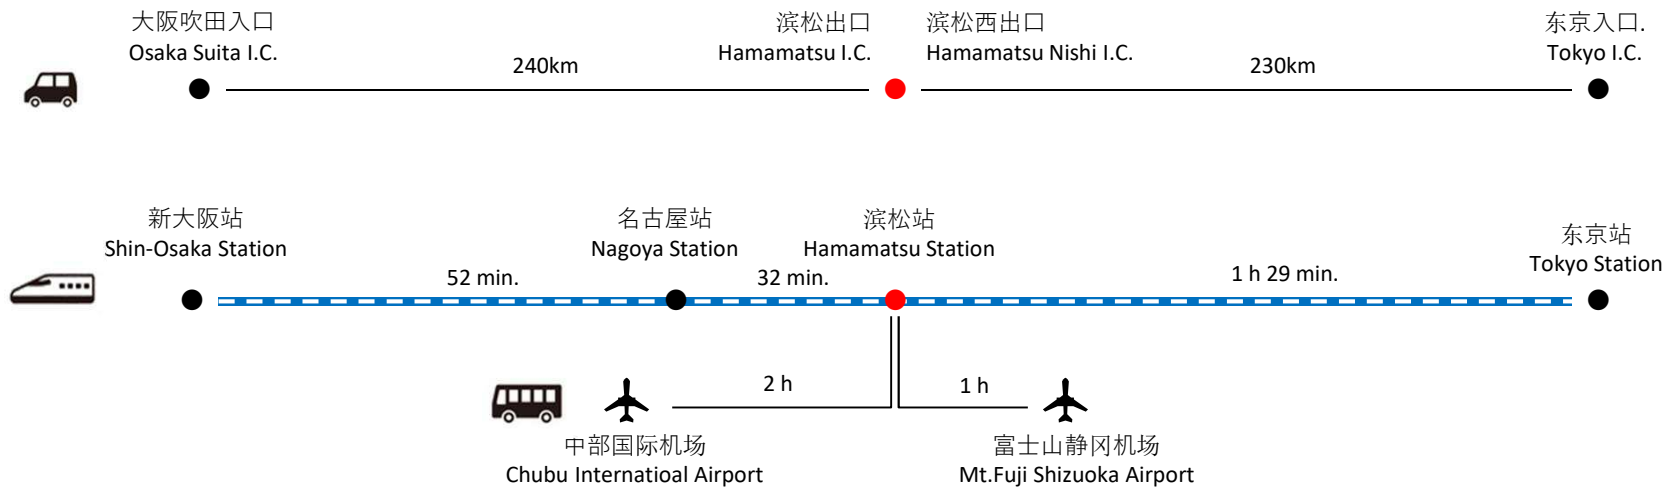 大阪吹田入口
Osaka Suita I.C.
滨松出口
Hamamatsu I.C.
滨松西出口
Hamamatsu Nishi I.C.
东京入口.
Tokyo I.C.
240km
230km
新大阪站
Shin-Osaka Station
名古屋站
Nagoya Station
滨松站
Hamamatsu Station
东京站
Tokyo Station
52 min.
32 min.
1 h 29 min.
2 h
1 h
中部国际机场
Chubu Internatioal Airport
富士山静冈机场
Mt.Fuji Shizuoka Airport